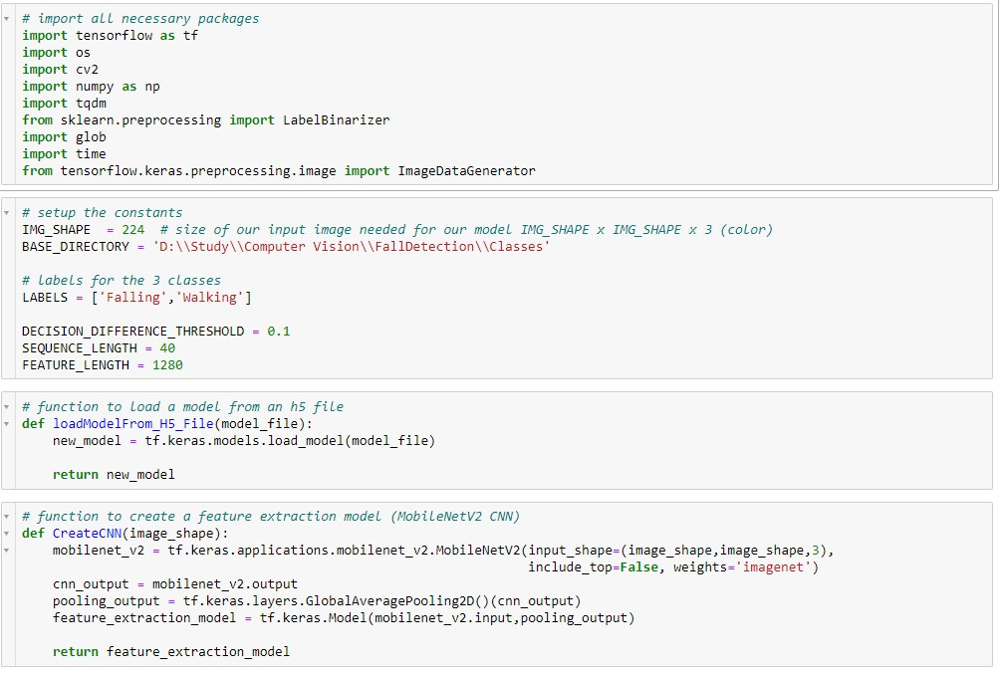 # import all necessary packages
import tensorflow as tf
import os
import cv2
import numpy as np
import tqdm
from sklearn.preprocessing import LabelBinarizer
import glob
import time
from tensorflow.keras.preprocessing.image import ImageDataGenerator
# setup the constants
IMG_SHAPE  = 224  # size of our input image needed for our model IMG_SHAPE x IMG_SHAPE x 3 (color)
BASE_DIRECTORY = 'D:\\Study\\Computer Vision\\FallDetection\\Classes'
# labels for the 3 classes
LABELS = ['Falling','Walking']
DECISION_DIFFERENCE_THRESHOLD = 0.1
SEQUENCE_LENGTH = 40
FEATURE_LENGTH = 1280
# function to load a model from an h5 file
def loadModelFrom_H5_File(model_file):
    new_model = tf.keras.models.load_model(model_file)
    return new_model
# function to create a feature extraction model (MobileNetV2 CNN)
def CreateCNN(image_shape):
    mobilenet_v2 = tf.keras.applications.mobilenet_v2.MobileNetV2(input_shape=(image_shape,image_shape,3),
                                                                  include_top=False, weights='imagenet')
    cnn_output = mobilenet_v2.output
    pooling_output = tf.keras.layers.GlobalAveragePooling2D()(cnn_output)
    feature_extraction_model = tf.keras.Model(mobilenet_v2.input,pooling_output)
    return feature_extraction_model